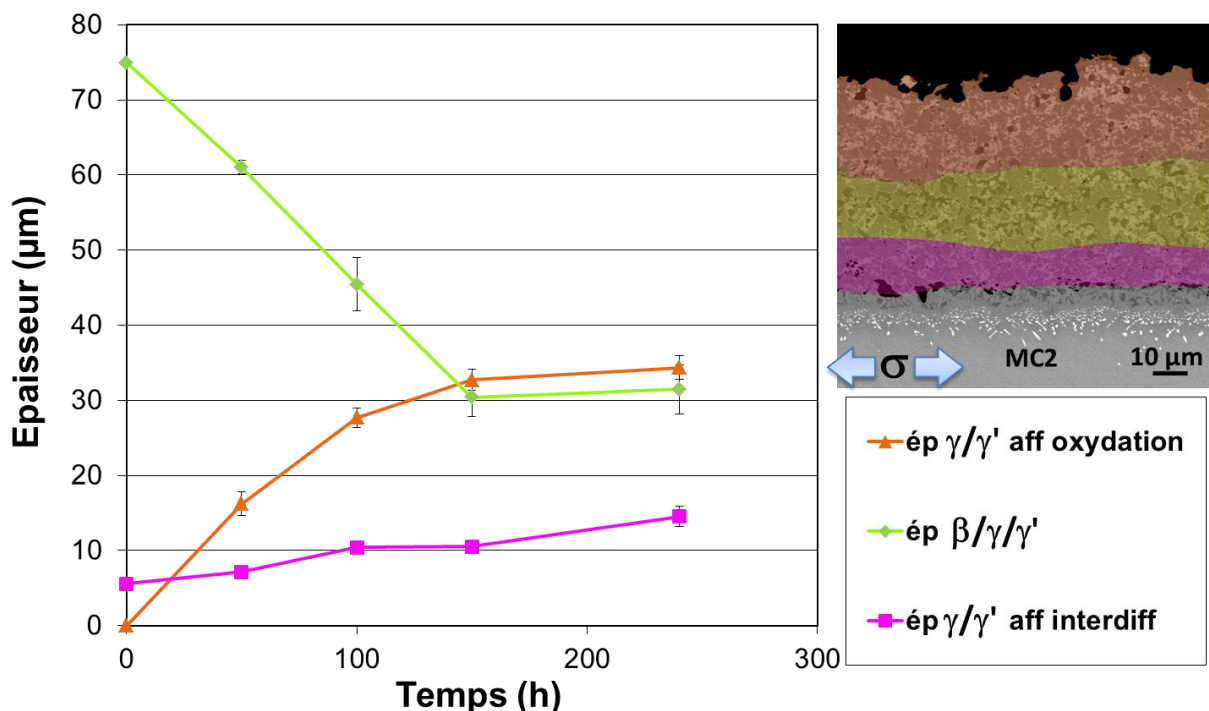 80
70
60
50
40
30
20
10
0
Epaisseur (µm)
0 100 200 300
Temps (h)
σ
MC2
10 µm
ép γ/γ' aff oxydation
ép β/γ/γ'
ép γ/γ' aff interdiff